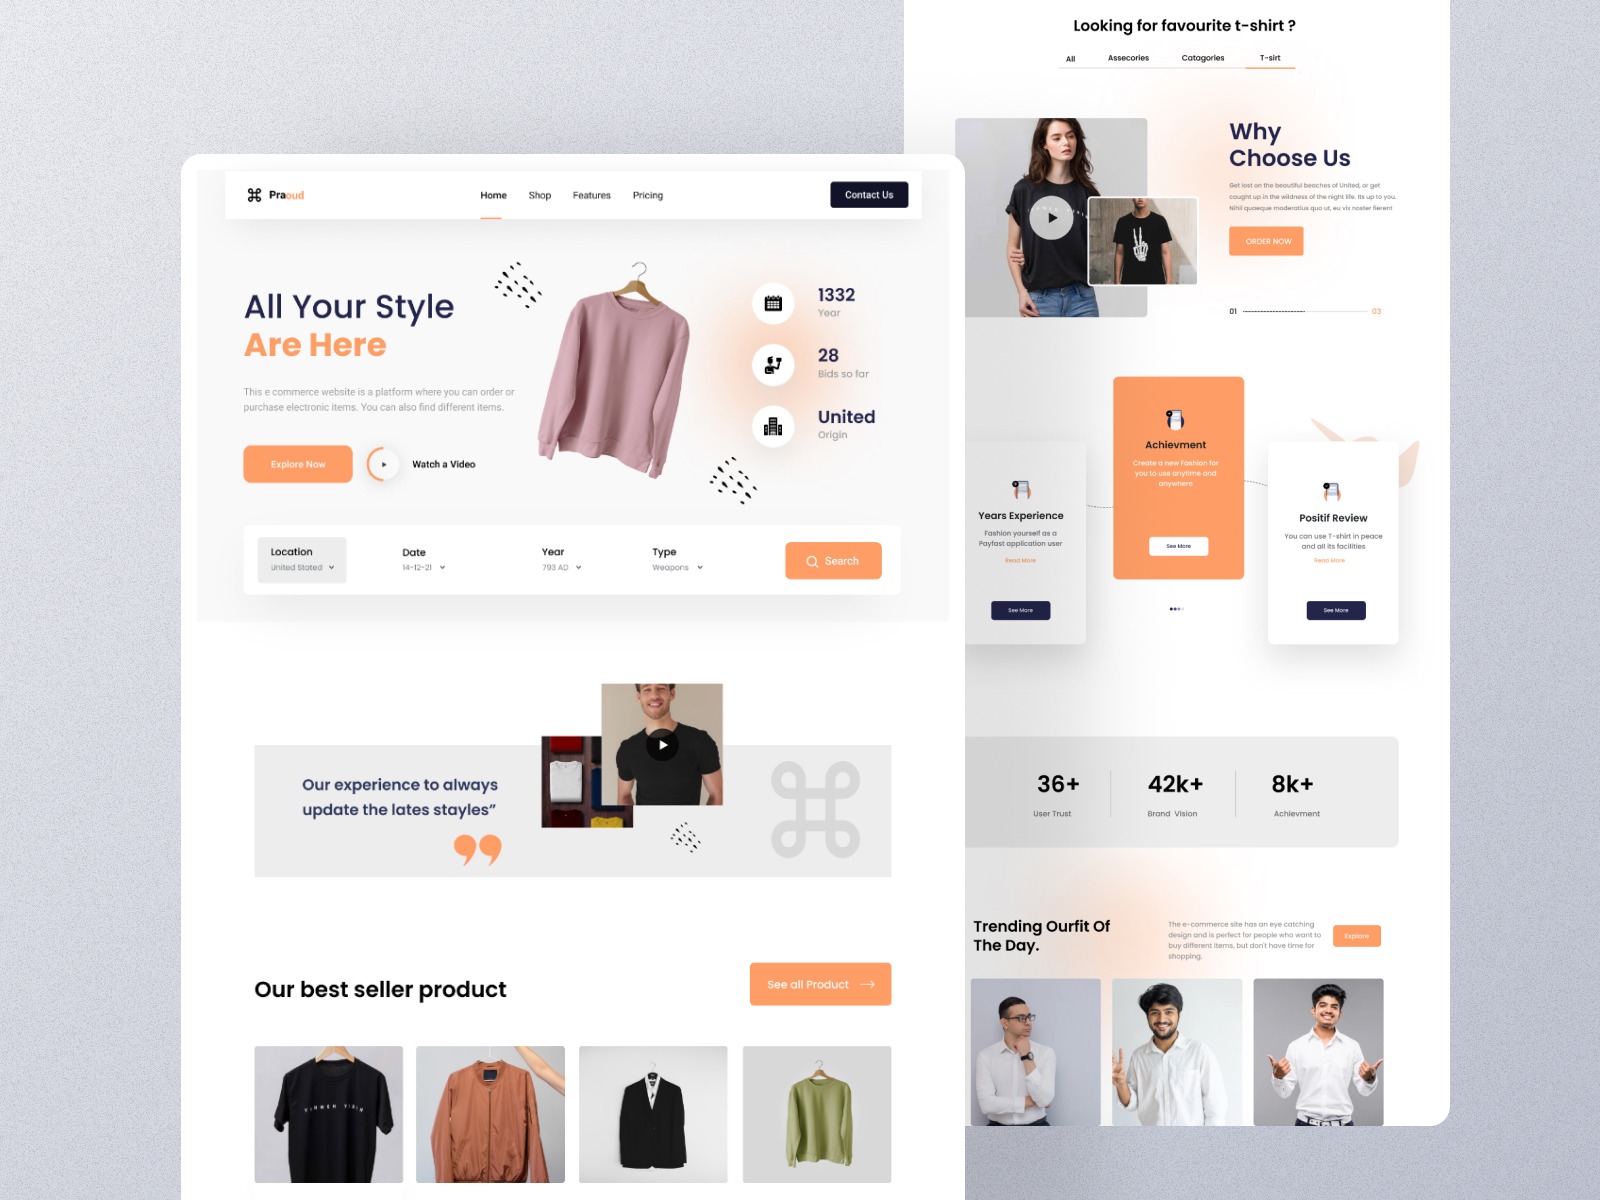 Praoud
Home
Shop
Features
Pricing
Contact Us
All Your Style
Are Here
This e commerce website is a platform where you can order or
purchase electronic items. You can also find different items.
Explore Now
Watch a Video
1332
Year
28
Bids so far
United
Origin
Location
United Stated
Date
14-12-21
Year
793 AD
Type
Weapons
Search
Our experience to always
update the lates stayles”
Our best seller product
See all Product
Looking for favourite t-shirt ?
All
Assecories
Catagories
T-sirt
Why
Choose Us
Get lost on the beautiful beaches of United, or get
caught up in the wildness of the night life. Its up to you.
Nihil quaeque moderatius quo ut, eu vix noster fierent
ORDER NOW
01
03
Years Experience
Fashion yourself as a
Payfast application user
Read More
See More
Achievment
Create a new Fashion for
you to use anytime and
anywhere
See More
Positif Review
You can use T-shirt in peace
and all its facilities
Read More
See More
36+
User Trust
42k+
Brand Vision
8k+
Achievment
Trending Ourfit Of
The Day.
The e-commerce site has an eye catching
design and is perfect for people who want to
buy different items, but don't have time for
shopping.
Explore